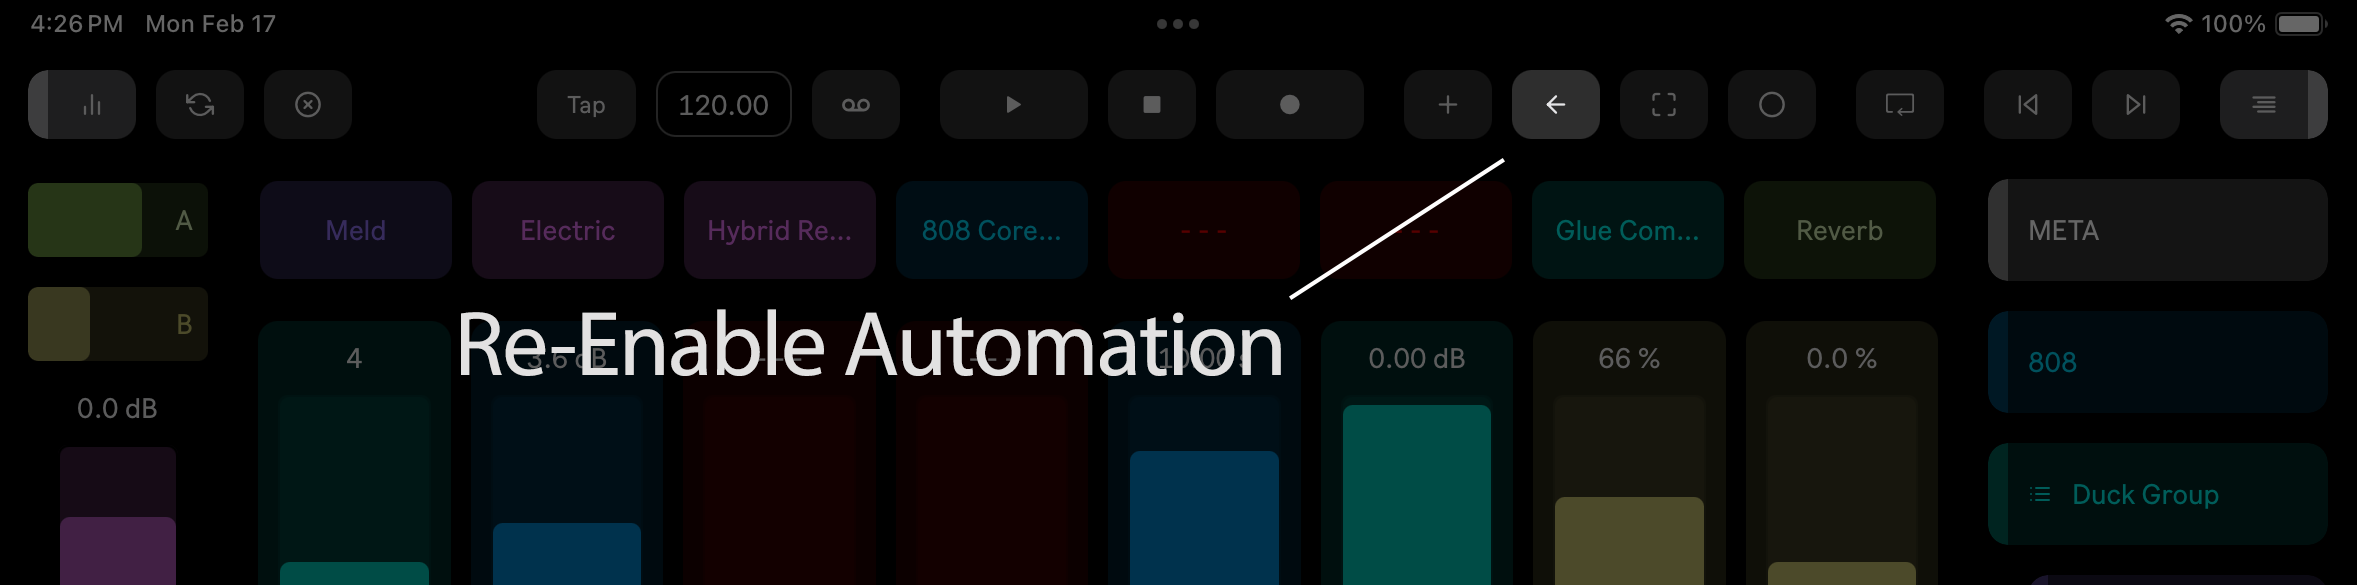 4:26 PM Mon Feb 17
100%
Tap
120.00
A
Meld
Electric
Hybrid Re...
808 Core...
- - -
- -
Glue Com...
Reverb
META
B
Re-Enable Automation
4
3.6 dB
- - -
- - -
10.00
0.00 dB
66 %
0.0 %
808
0.0 dB
Duck Group